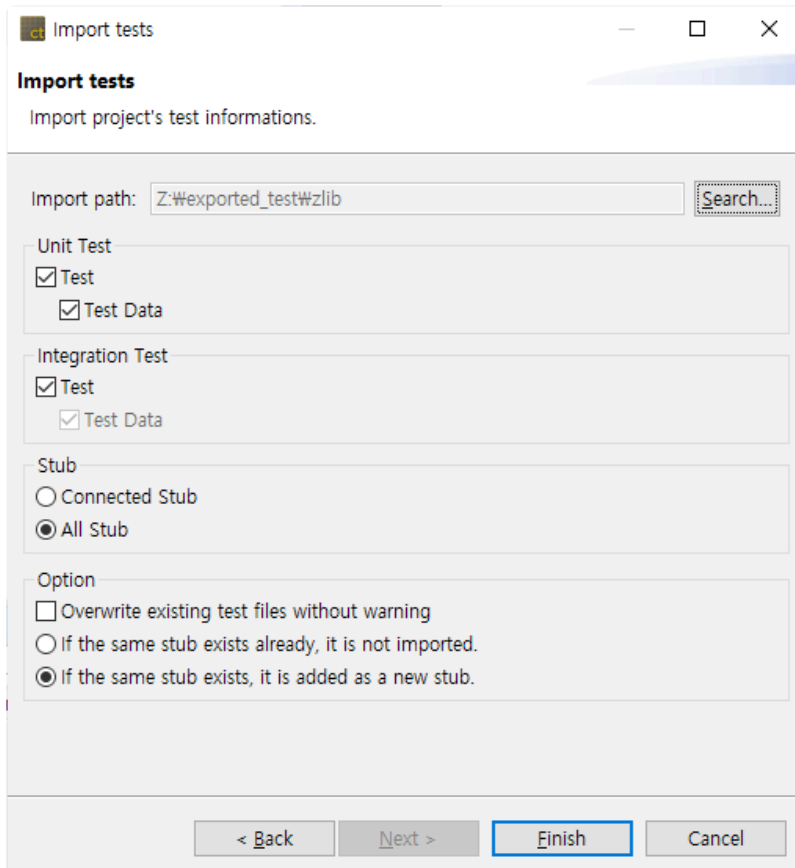 ct Import tests
Import tests
Import project's test informations.
Import path: Z:₩exported_test₩zlib Search...
Unit Test
Test
Test Data
Integration Test
Test
Test Data
Stub
Connected Stub
All Stub
Option
Overwrite existing test files without warning
If the same stub exists already, it is not imported.
If the same stub exists, it is added as a new stub.
< Back Next > Finish Cancel